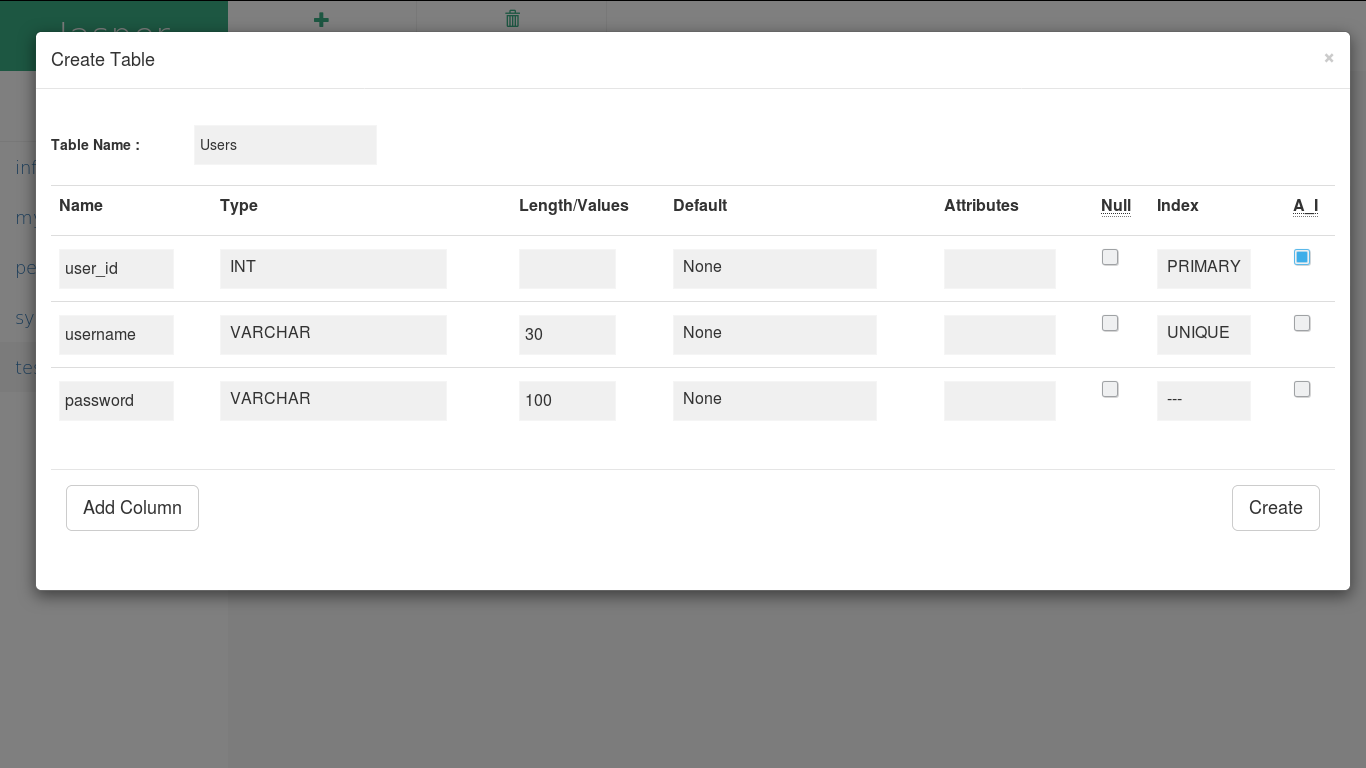 Create Table ×
Table Name : Users
Name Type Length/Values Default Attributes Null Index A_I
user_id INT None PRIMARY
username VARCHAR 30 None UNIQUE
password VARCHAR 100 None ---
Add Column Create